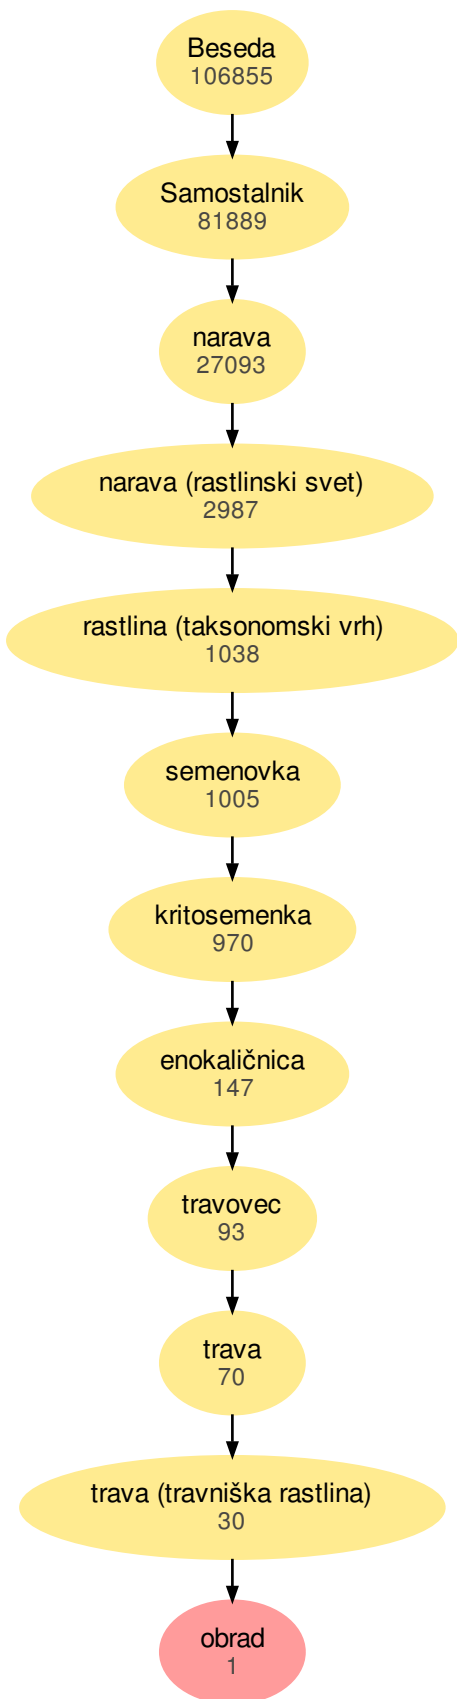 Beseda
106855
Samostalnik
81889
narava
27093
narava (rastlinski svet)
2987
rastlina (taksonomski vrh)
1038
semenovka
1005
kritosemenka
970
enokaličnica
147
travovec
93
trava
70
trava (travniška rastlina)
30
obrad
1